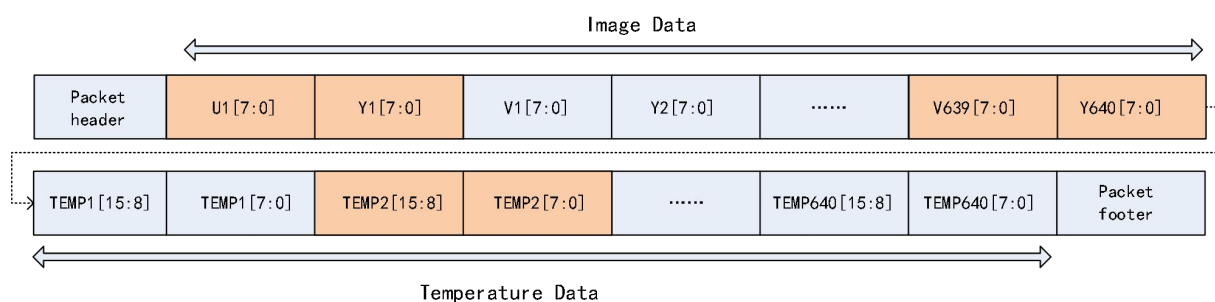 Image Data
Packet header
U1[7:0]
Y1[7:0]
V1[7:0]
Y2[7:0]
......
V639[7:0]
Y640[7:0]
TEMP1[15:8]
TEMP1[7:0]
TEMP2[15:8]
TEMP2[7:0]
......
TEMP640[15:8]
TEMP640[7:0]
Packet footer
Temperature Data